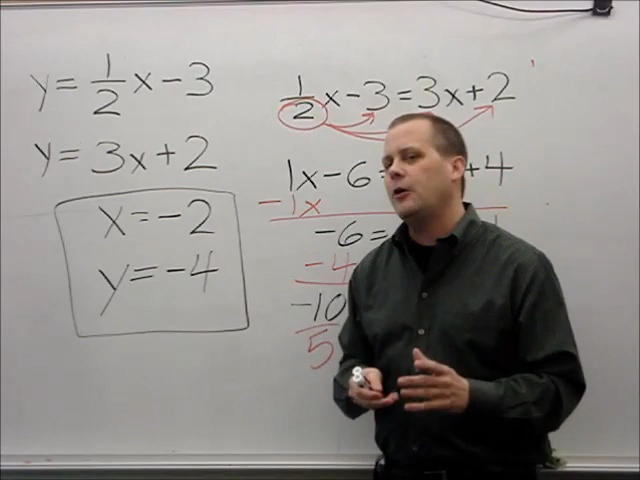 y = 1/2 x - 3
y = 3x + 2
x = -2
y = -4
1/2 x - 3 = 3x + 2
1x - 6 = + 4
- 1x
-6 =
- 4
-10
5